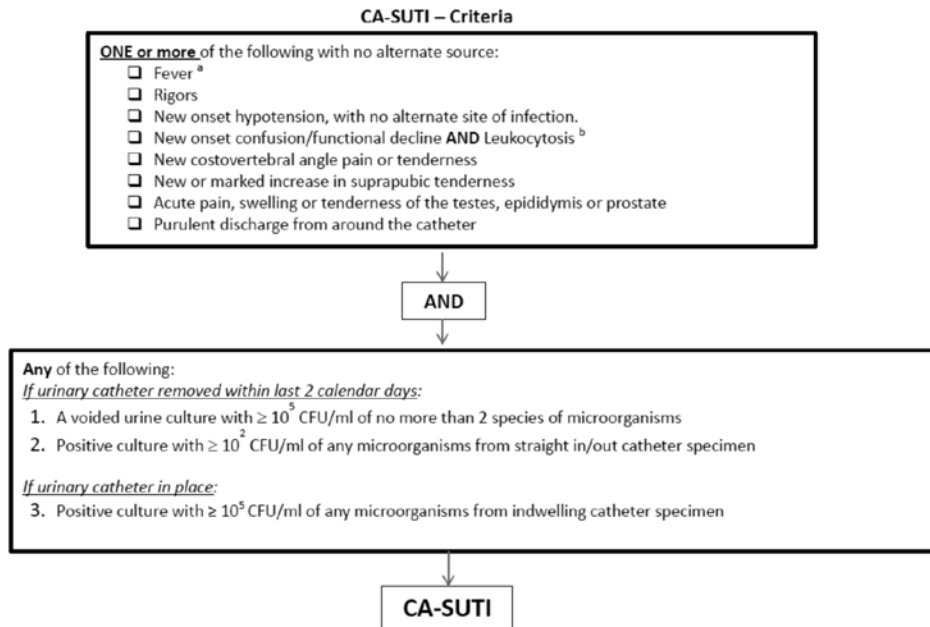 CA-SUTI – Criteria
ONE or more of the following with no alternate source:
❑ Fever ᵃ
❑ Rigors
❑ New onset hypotension, with no alternate site of infection.
❑ New onset confusion/functional decline AND Leukocytosis ᵇ
❑ New costovertebral angle pain or tenderness
❑ New or marked increase in suprapubic tenderness
❑ Acute pain, swelling or tenderness of the testes, epididymis or prostate
❑ Purulent discharge from around the catheter
AND
Any of the following:
If urinary catheter removed within last 2 calendar days:
1. A voided urine culture with ≥ 10⁵ CFU/ml of no more than 2 species of microorganisms
2. Positive culture with ≥ 10² CFU/ml of any microorganisms from straight in/out catheter specimen
If urinary catheter in place:
3. Positive culture with ≥ 10⁵ CFU/ml of any microorganisms from indwelling catheter specimen
CA-SUTI